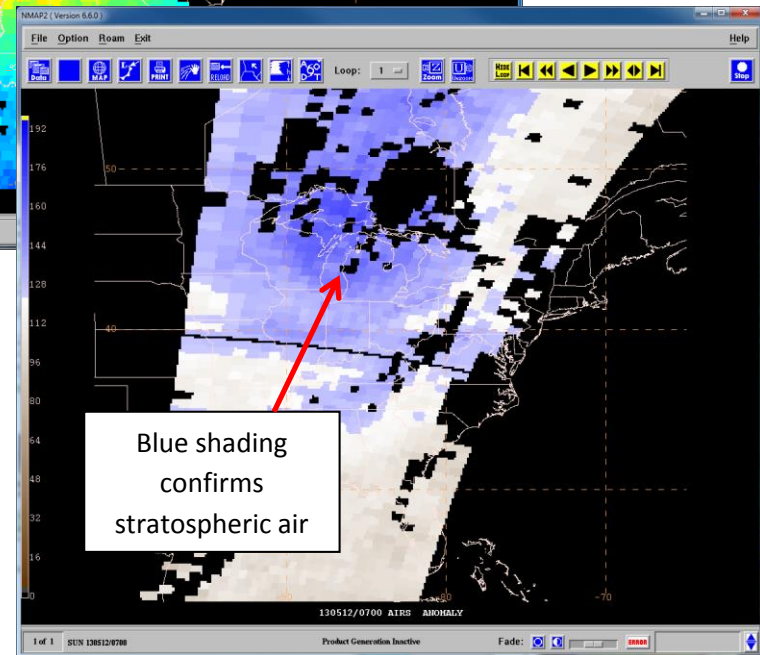 NMAP2 ( Version 6.6.0 )
File Option Roam Exit Help
Data MAP PRINT RELOAD Loop: 1 Zoom Unzoom HIDE Loop Stop
192
176
50
160
144
128
112
40
96
80
64
48
32
16
0
Blue shading
confirms
stratospheric air
80
-70
130512/0700 AIRS ANOMALY
1 of 1 SUN 130512/0700 Product Generation Inactive Fade: ERROR